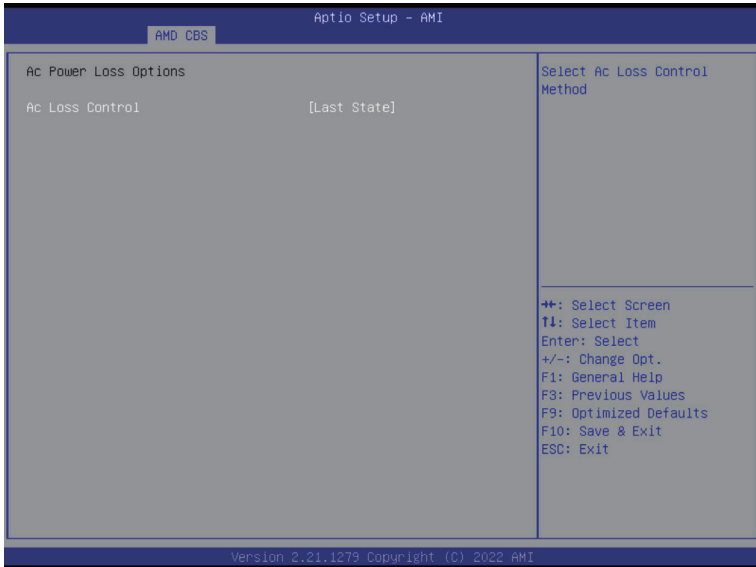 Aptio Setup – AMI
AMD CBS
Ac Power Loss Options
Ac Loss Control [Last State]
Select Ac Loss Control
Method
→←: Select Screen
↑↓: Select Item
Enter: Select
+/-: Change Opt.
F1: General Help
F3: Previous Values
F9: Optimized Defaults
F10: Save & Exit
ESC: Exit
Version 2.21.1279 Copyright (C) 2022 AMI